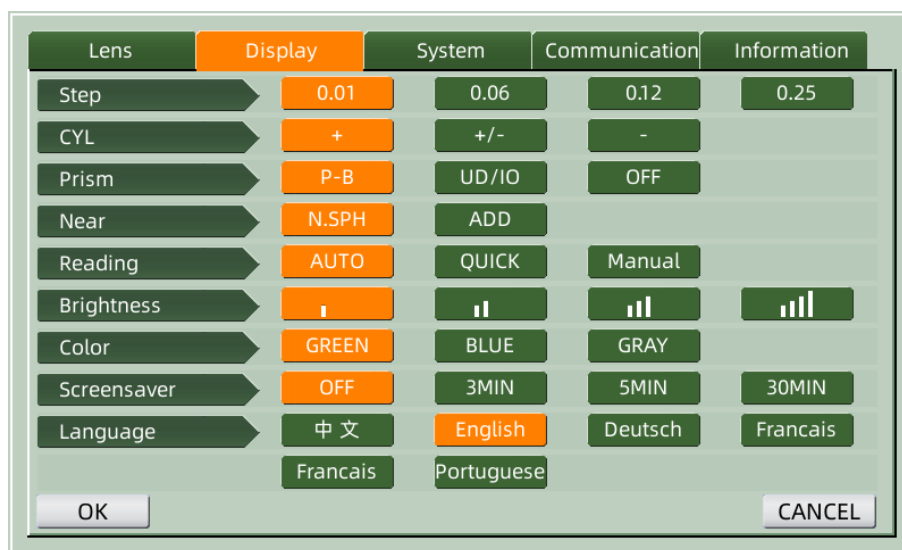 Lens Display System Communication Information
Step 0.01 0.06 0.12 0.25
CYL + +/- -
Prism P-B UD/IO OFF
Near N.SPH ADD
Reading AUTO QUICK Manual
Brightness
Color GREEN BLUE GRAY
Screensaver OFF 3MIN 5MIN 30MIN
Language 中文 English Deutsch Francais
Francais Portuguese
OK CANCEL